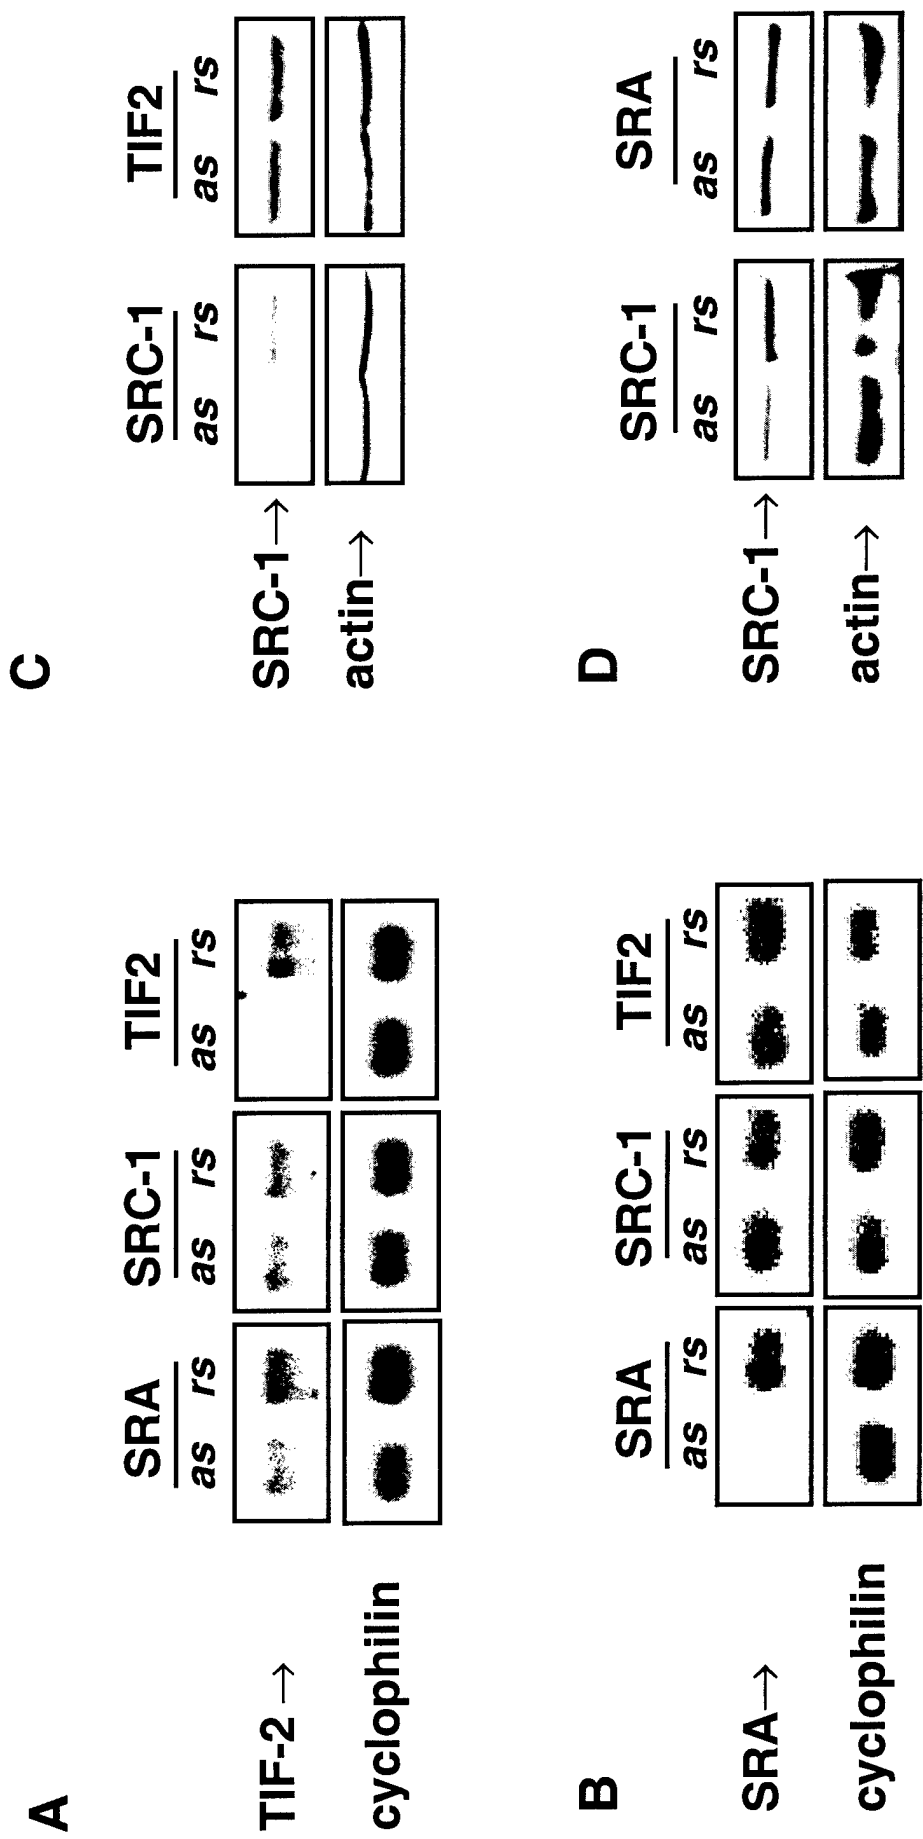 A
SRA SRC-1 TIF2
as rs as rs as rs
TIF-2→
cyclophilin
B
SRA SRC-1 TIF2
as rs as rs as rs
SRA→
cyclophilin
C
SRC-1 TIF2
as rs as rs
SRC-1→
actin→
D
SRC-1 SRA
as rs as rs
SRC-1→
actin→